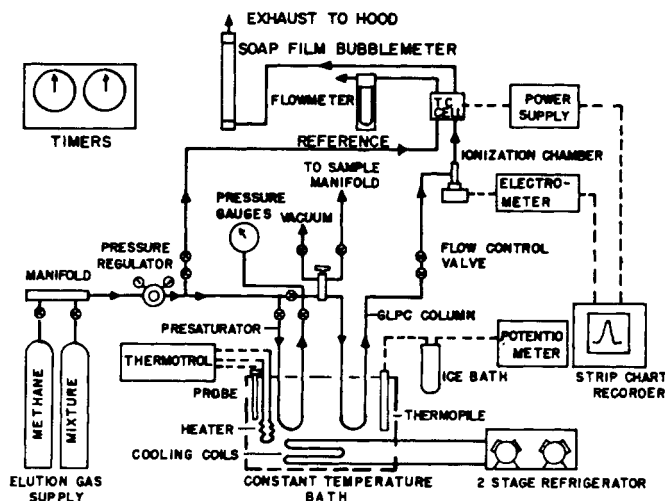 EXHAUST TO HOOD
SOAP FILM BUBBLEMETER
FLOWMETER
T.C.
CELL
POWER
SUPPLY
TIMERS
REFERENCE
IONIZATION CHAMBER
TO SAMPLE
MANIFOLD
ELECTRO-
METER
PRESSURE
GAUGES
VACUUM
PRESSURE
REGULATOR
FLOW CONTROL
VALVE
MANIFOLD
PRESATURATOR
GLPC COLUMN
POTENTIO
METER
THERMOTROL
ICE BATH
STRIP CHART
RECORDER
METHANE
MIXTURE
PROBE
THERMOPILE
HEATER
COOLING COILS
ELUTION GAS
SUPPLY
CONSTANT TEMPERATURE
BATH
2 STAGE REFRIGERATOR